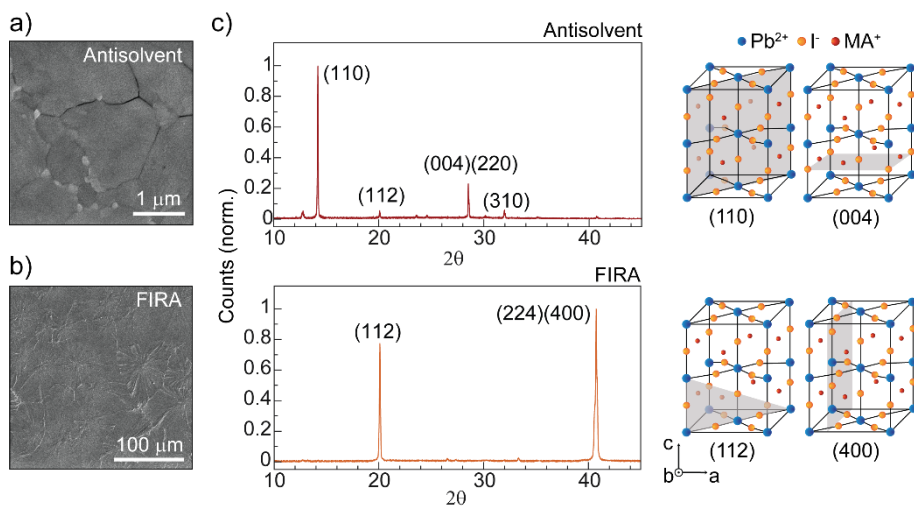 a)
Antisolvent
1 μm
b)
FIRA
100 μm
c)
Antisolvent
Counts (norm.)
1
0.8
0.6
0.4
0.2
0
(110)
(112)
(004)(220)
(310)
10
20
30
40
2θ
FIRA
1
0.8
0.6
0.4
0.2
0
(112)
(224)(400)
10
20
30
40
2θ
Pb²⁺ I⁻ MA⁺
(110)
(004)
(112)
(400)
c
b
a